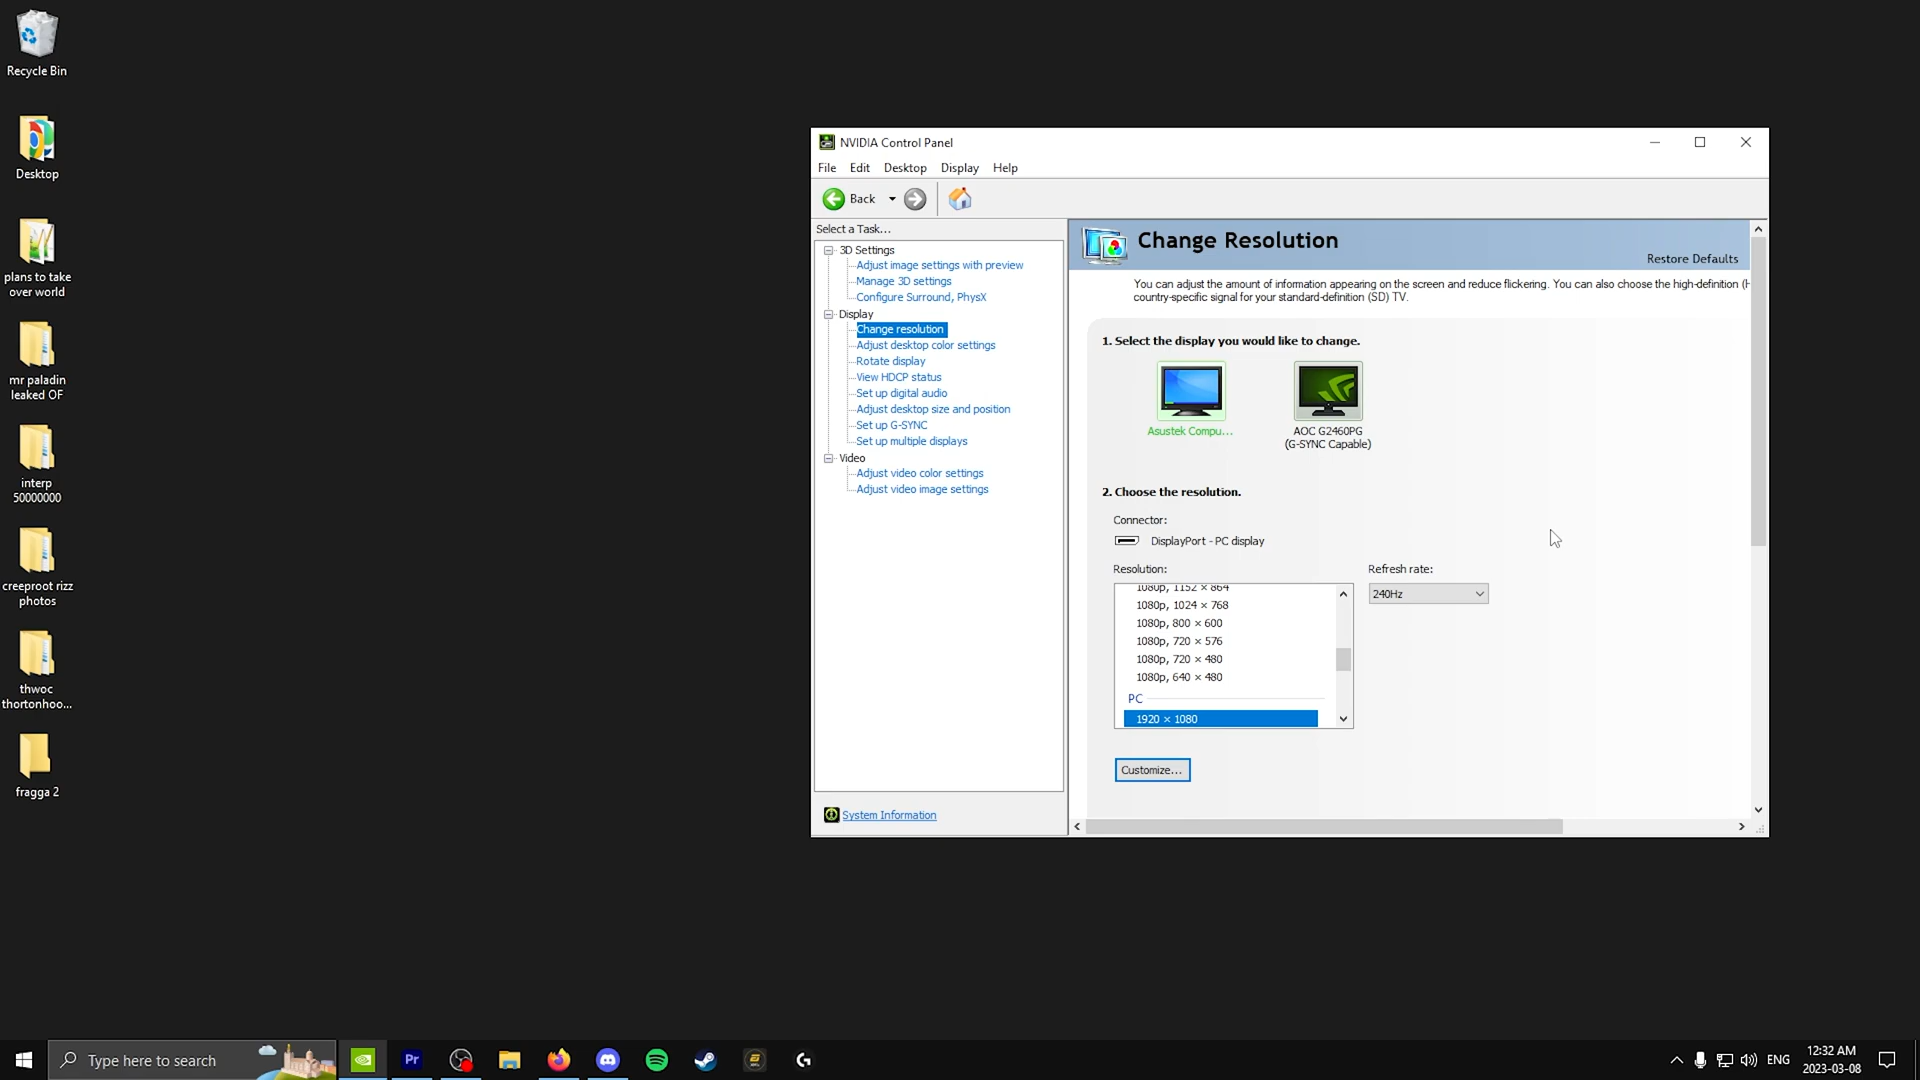 Recycle Bin
Desktop
plans to take
over world
mr paladin
leaked OF
interp
50000000
creeproot rizz
photos
thwoc
thortonhoo...
fragga 2
NVIDIA Control Panel
File Edit Desktop Display Help
Back
Select a Task...
3D Settings
Adjust image settings with preview
Manage 3D settings
Configure Surround, PhysX
Display
Change resolution
Adjust desktop color settings
Rotate display
View HDCP status
Set up digital audio
Adjust desktop size and position
Set up G-SYNC
Set up multiple displays
Video
Adjust video color settings
Adjust video image settings
System Information
Change Resolution
Restore Defaults
You can adjust the amount of information appearing on the screen and reduce flickering. You can also choose the high-definition (H
country-specific signal for your standard-definition (SD) TV.
1. Select the display you would like to change.
Asustek Compu...
AOC G2460PG
(G-SYNC Capable)
2. Choose the resolution.
Connector:
DisplayPort - PC display
Resolution:
Refresh rate:
240Hz
1080p, 1152 × 864
1080p, 1024 × 768
1080p, 800 × 600
1080p, 720 × 576
1080p, 720 × 480
1080p, 640 × 480
PC
1920 × 1080
Customize...
Type here to search
Pr
ENG
12:32 AM
2023-03-08